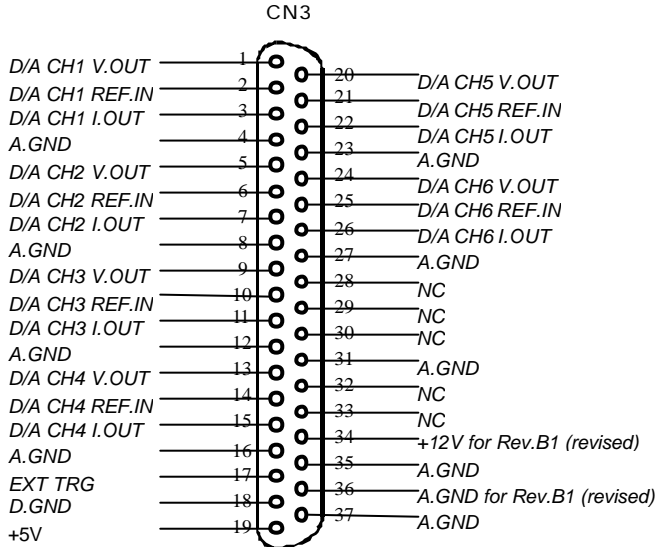 CN3
D/A CH1 V.OUT 1
D/A CH1 REF.IN 2
D/A CH1 I.OUT 3
A.GND 4
D/A CH2 V.OUT 5
D/A CH2 REF.IN 6
D/A CH2 I.OUT 7
A.GND 8
D/A CH3 V.OUT 9
D/A CH3 REF.IN 10
D/A CH3 I.OUT 11
A.GND 12
D/A CH4 V.OUT 13
D/A CH4 REF.IN 14
D/A CH4 I.OUT 15
A.GND 16
EXT TRG 17
D.GND 18
+5V 19
20 D/A CH5 V.OUT
21 D/A CH5 REF.IN
22 D/A CH5 I.OUT
23 A.GND
24 D/A CH6 V.OUT
25 D/A CH6 REF.IN
26 D/A CH6 I.OUT
27 A.GND
28 NC
29 NC
30 NC
31 A.GND
32 NC
33 NC
34 +12V for Rev.B1 (revised)
35 A.GND
36 A.GND for Rev.B1 (revised)
37 A.GND